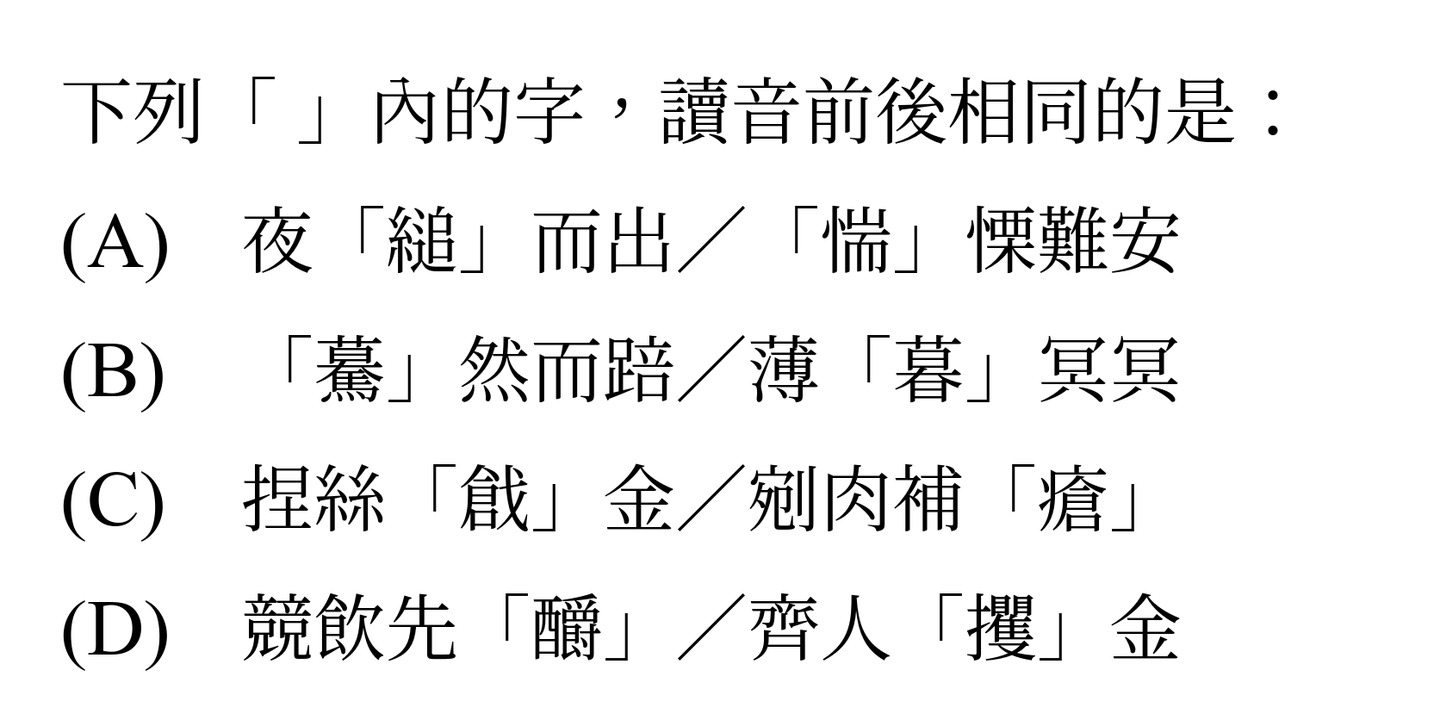 下列「 」內的字，讀音前後相同的是：
(A) 夜「縋」而出／「惴」慄難安
(B) 「驀」然而踣／薄「暮」冥冥
(C) 捏絲「戧」金／剜肉補「瘡」
(D) 競飲先「釂」／齊人「攫」金